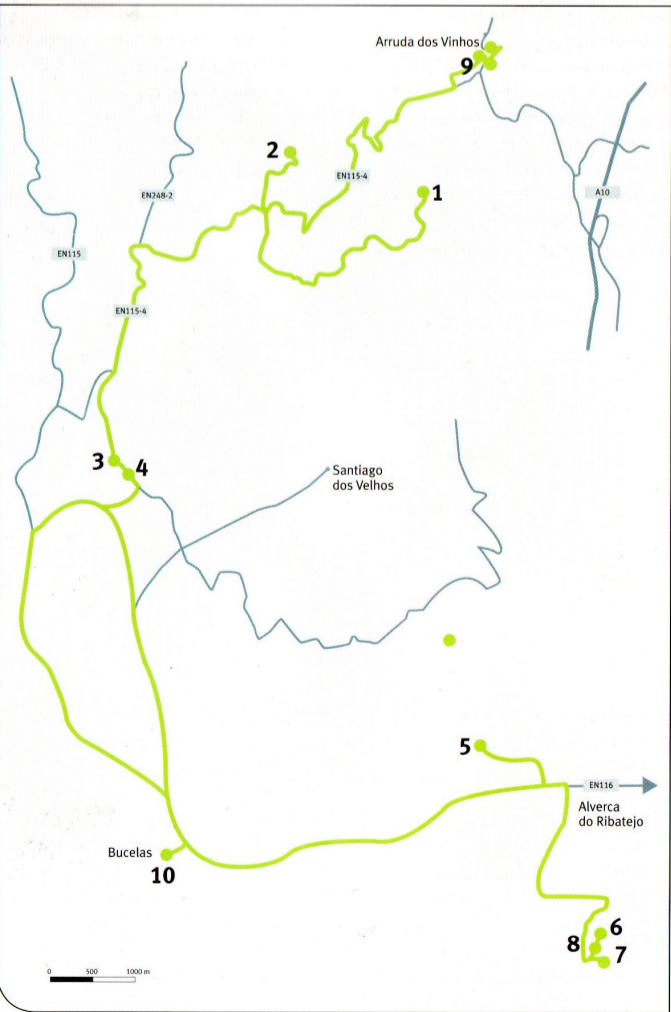 Arruda dos Vinhos
9
2
EN115-4
1
EN248-2
A10
EN115
EN115-4
3
4
Santiago
dos Velhos
5
EN116
Alverca
do Ribatejo
Bucelas
10
6
8
7
0 500 1000 m